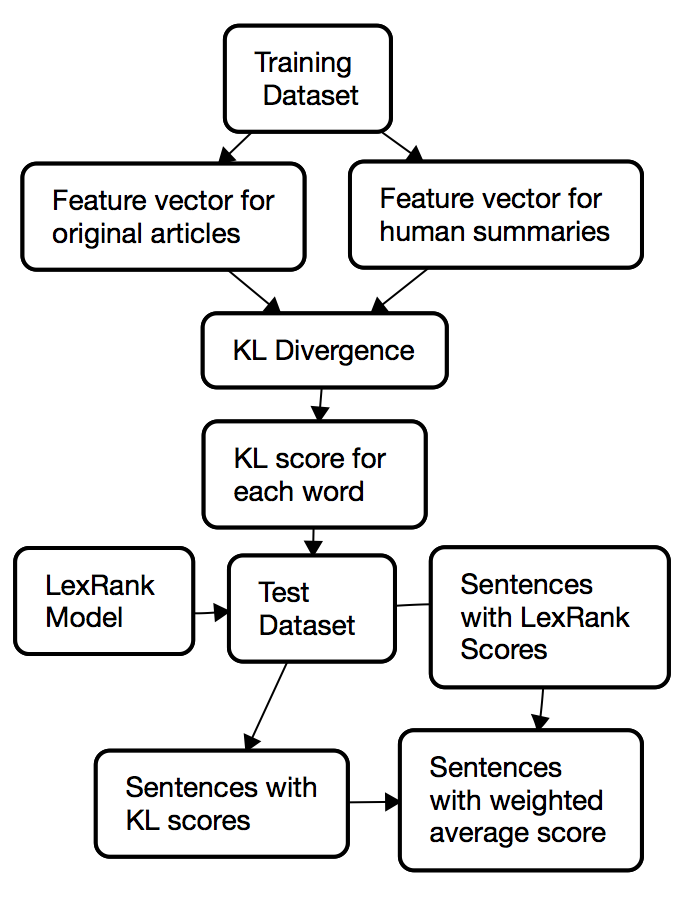 Training
Dataset
Feature vector for
original articles
Feature vector for
human summaries
KL Divergence
KL score for
each word
LexRank
Model
Test
Dataset
Sentences
with LexRank
Scores
Sentences with
KL scores
Sentences
with weighted
average score